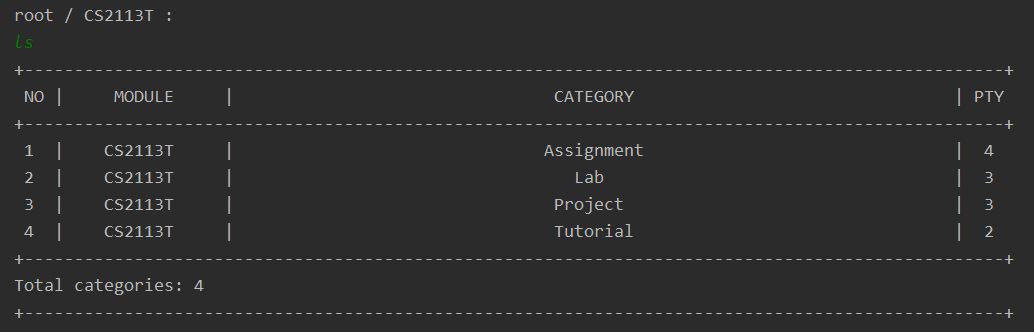 root / CS2113T :
ls
+--------------------------------------------------------------------------------------------------+
NO | MODULE | CATEGORY | PTY
+--------------------------------------------------------------------------------------------------+
1 | CS2113T | Assignment | 4
2 | CS2113T | Lab | 3
3 | CS2113T | Project | 3
4 | CS2113T | Tutorial | 2
+--------------------------------------------------------------------------------------------------+
Total categories: 4
+--------------------------------------------------------------------------------------------------+